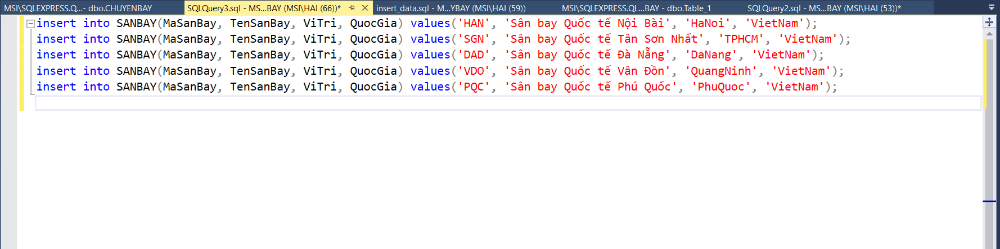 MSI\SQLEXPRESS.Q...- dbo.CHUYENBAY SQLQuery3.sql - MS...BAY (MSI\HAI (66))* insert_data.sql - M...YBAY (MSI\HAI (59)) MSI\SQLEXPRESS.QL...BAY - dbo.Table_1 SQLQuery2.sql - MS...BAY (MSI\HAI (53))*
insert into SANBAY(MaSanBay, TenSanBay, ViTri, QuocGia) values('HAN', 'Sân bay Quốc tế Nội Bài', 'HaNoi', 'VietNam');
insert into SANBAY(MaSanBay, TenSanBay, ViTri, QuocGia) values('SGN', 'Sân bay Quốc tế Tân Sơn Nhất', 'TPHCM', 'VietNam');
insert into SANBAY(MaSanBay, TenSanBay, ViTri, QuocGia) values('DAD', 'Sân bay Quốc tế Đà Nẵng', 'DaNang', 'VietNam');
insert into SANBAY(MaSanBay, TenSanBay, ViTri, QuocGia) values('VDO', 'Sân bay Quốc tế Vân Đồn', 'QuangNinh', 'VietNam');
insert into SANBAY(MaSanBay, TenSanBay, ViTri, QuocGia) values('PQC', 'Sân bay Quốc tế Phú Quốc', 'PhuQuoc', 'VietNam');